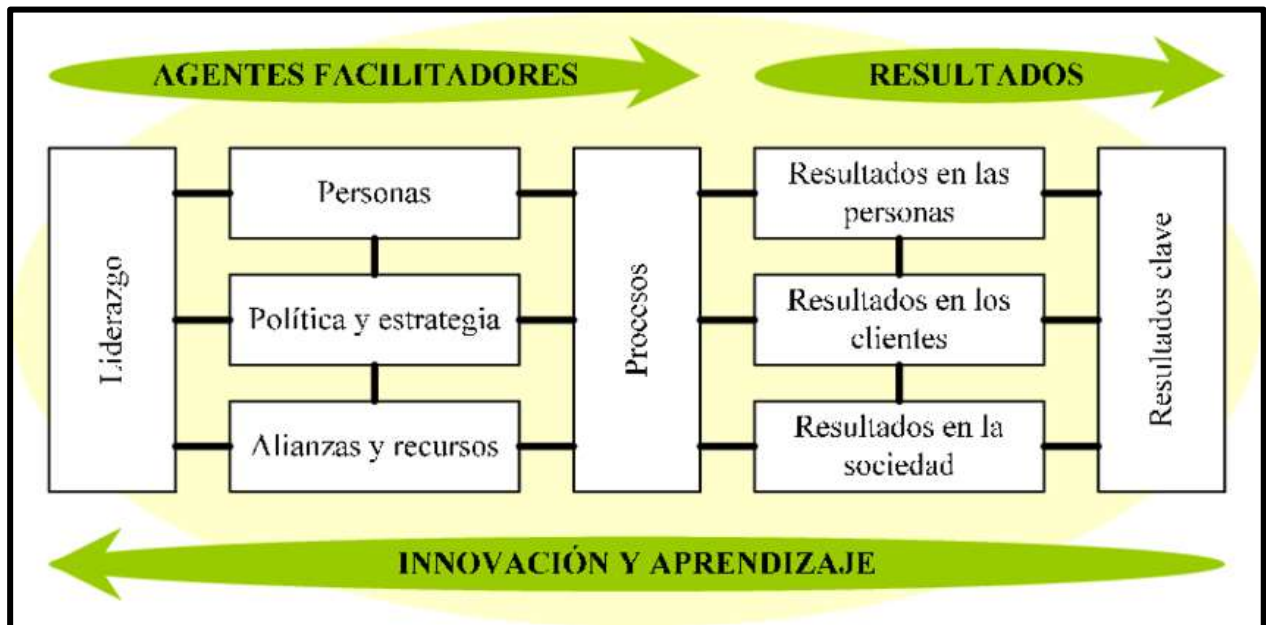 AGENTES FACILITADORES
RESULTADOS
Liderazgo
Personas
Política y estrategia
Alianzas y recursos
Procesos
Resultados en las
personas
Resultados en los
clientes
Resultados en la
sociedad
Resultados clave
INNOVACIÓN Y APRENDIZAJE